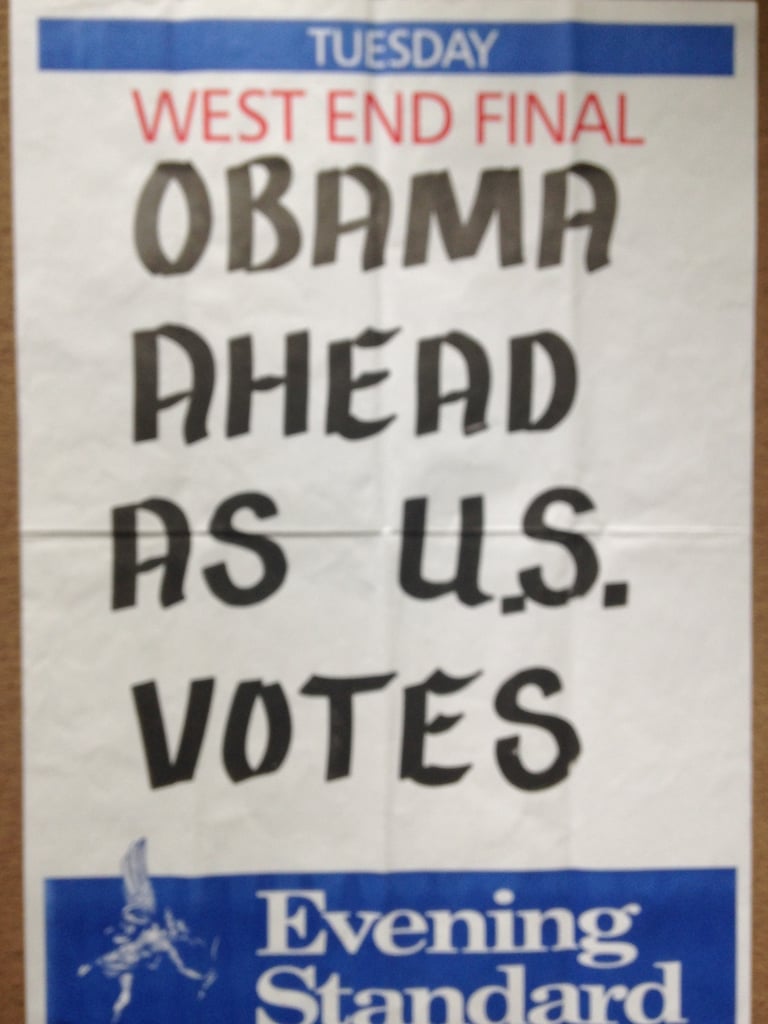 TUESDAY
WEST END FINAL
OBAMA
AHEAD
AS U.S.
VOTES
Evening
Standard